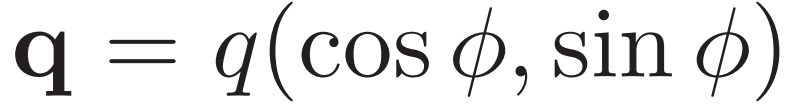 q = q(cos ϕ, sin ϕ)